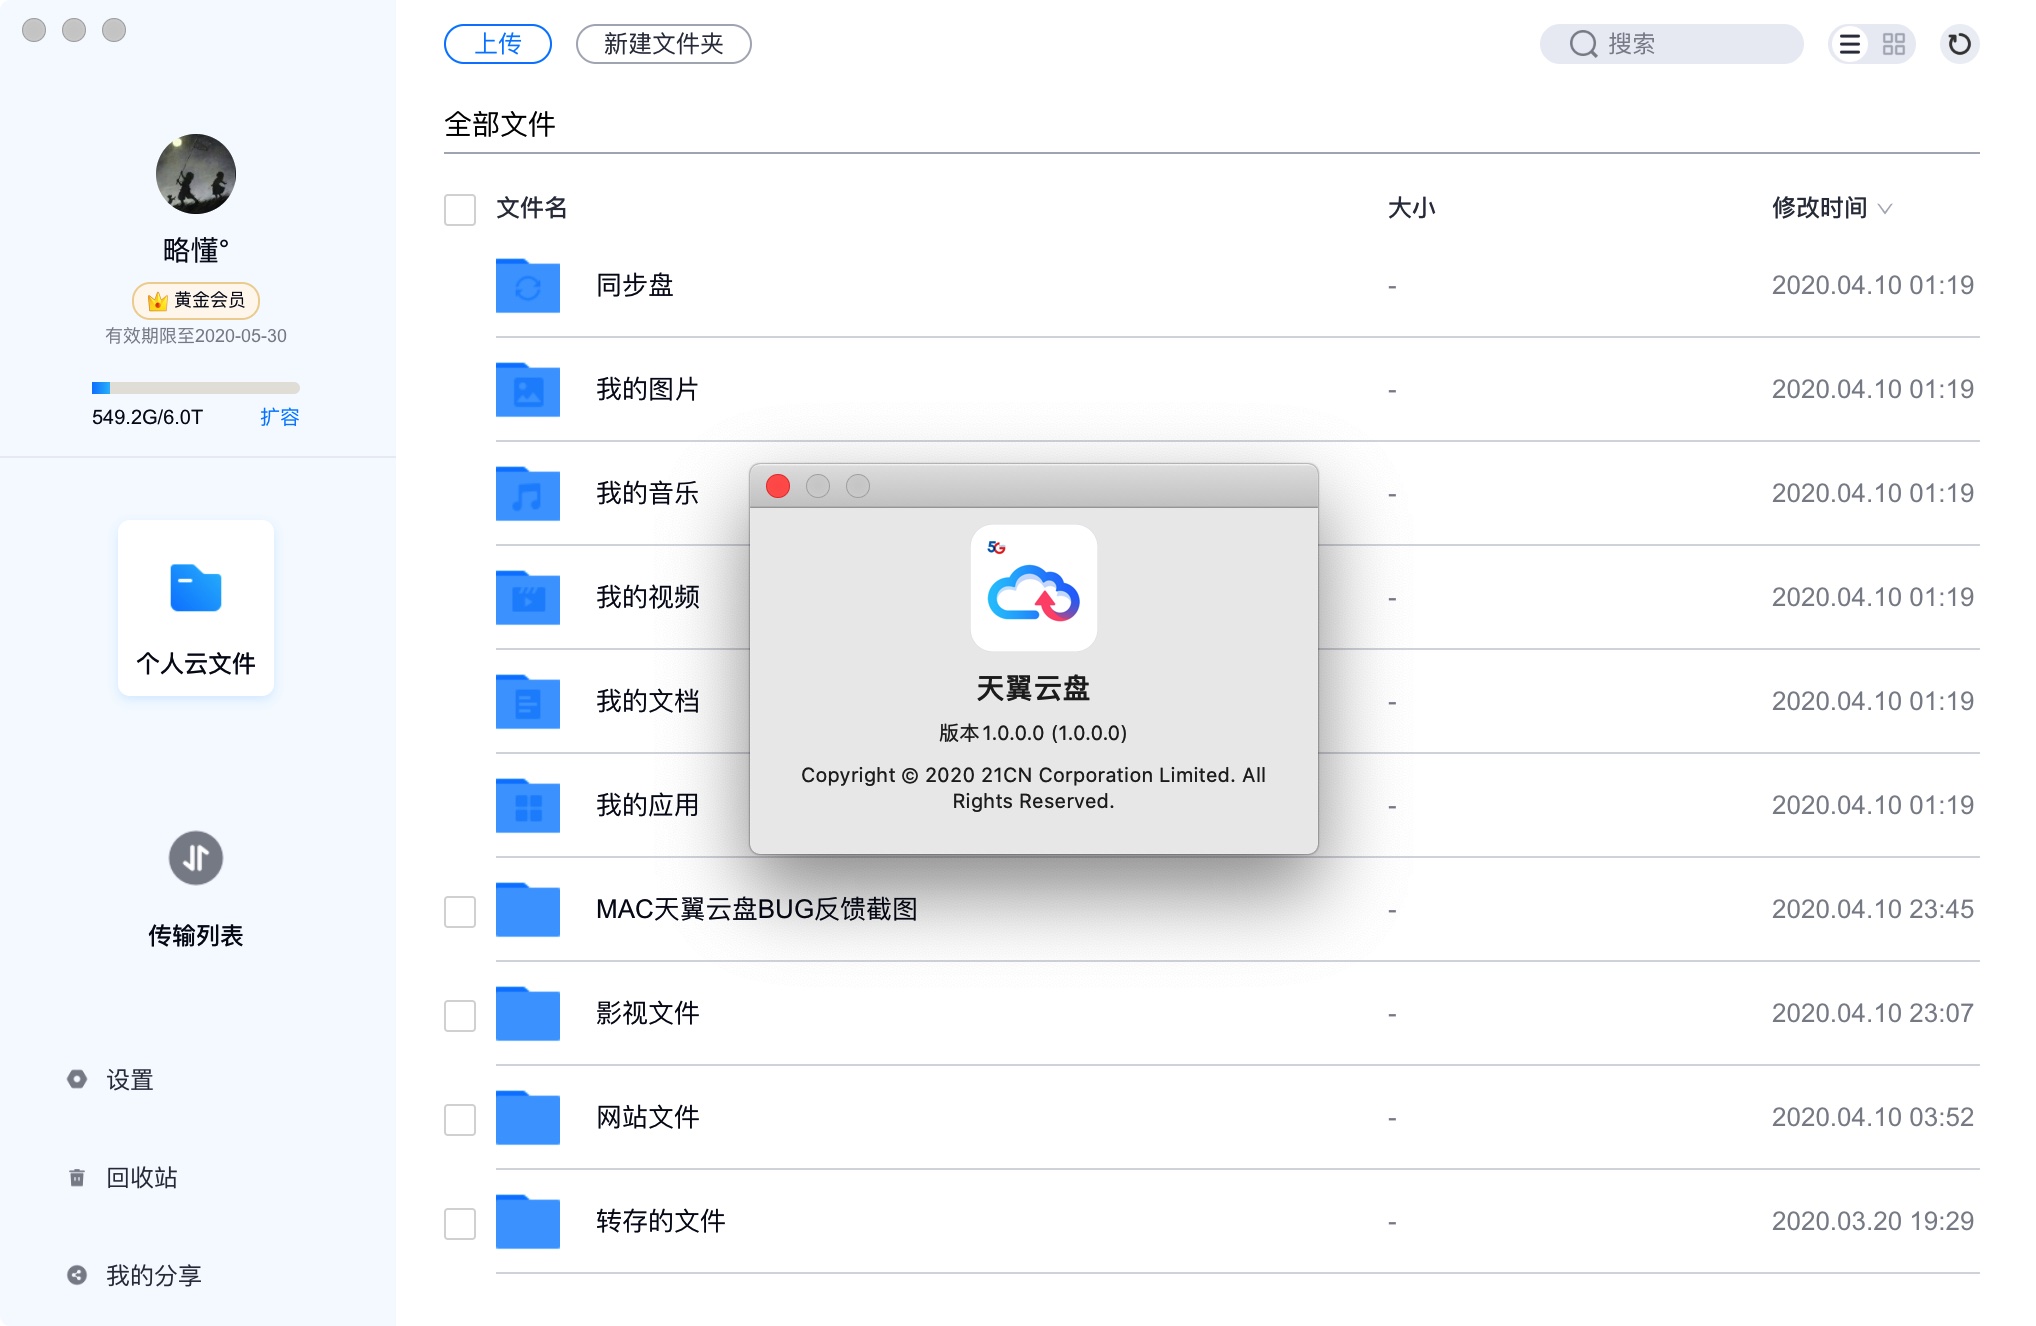 上传
新建文件夹
搜索
略懂°
黄金会员
有效期限至2020-05-30
549.2G/6.0T 扩容
个人云文件
传输列表
设置
回收站
我的分享
全部文件
文件名 大小 修改时间
同步盘 - 2020.04.10 01:19
我的图片 - 2020.04.10 01:19
我的音乐 - 2020.04.10 01:19
我的视频 - 2020.04.10 01:19
我的文档 - 2020.04.10 01:19
我的应用 - 2020.04.10 01:19
MAC天翼云盘BUG反馈截图 - 2020.04.10 23:45
影视文件 - 2020.04.10 23:07
网站文件 - 2020.04.10 03:52
转存的文件 - 2020.03.20 19:29
5G
天翼云盘
版本1.0.0.0 (1.0.0.0)
Copyright © 2020 21CN Corporation Limited. All
Rights Reserved.